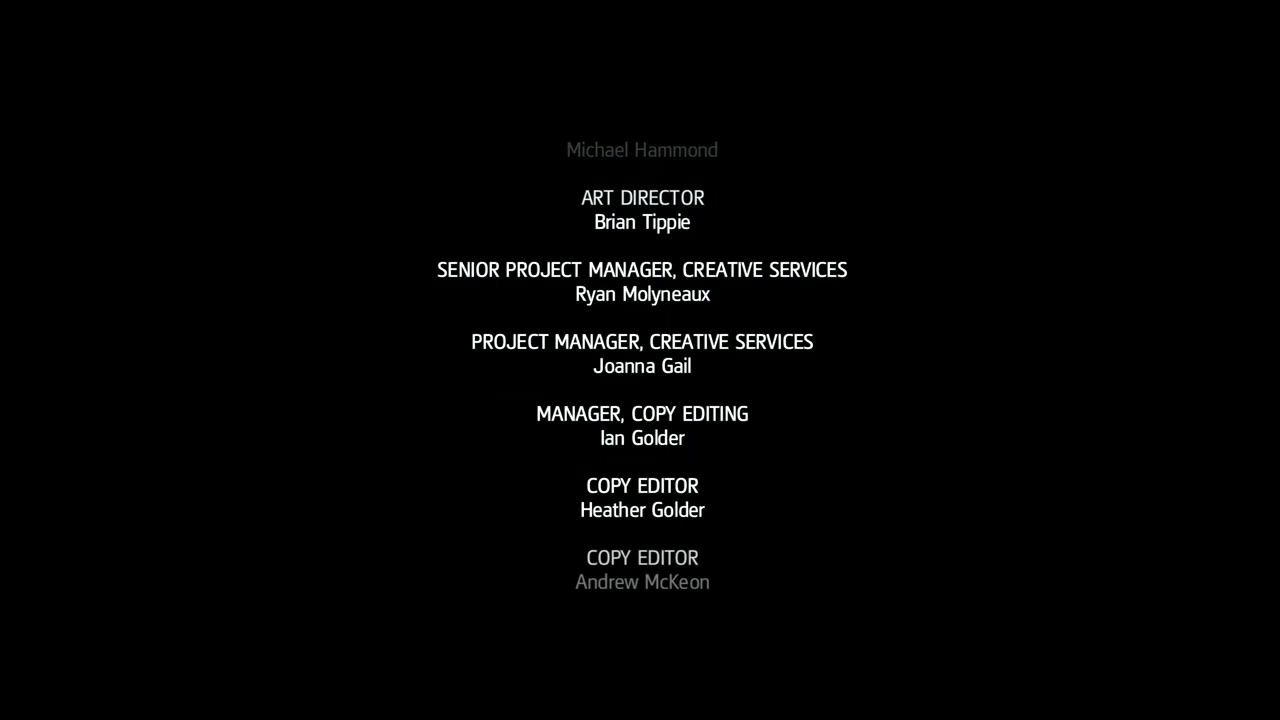 Michael Hammond
ART DIRECTOR
Brian Tippie
SENIOR PROJECT MANAGER, CREATIVE SERVICES
Ryan Molyneaux
PROJECT MANAGER, CREATIVE SERVICES
Joanna Gail
MANAGER, COPY EDITING
Ian Golder
COPY EDITOR
Heather Golder
COPY EDITOR
Andrew McKeon